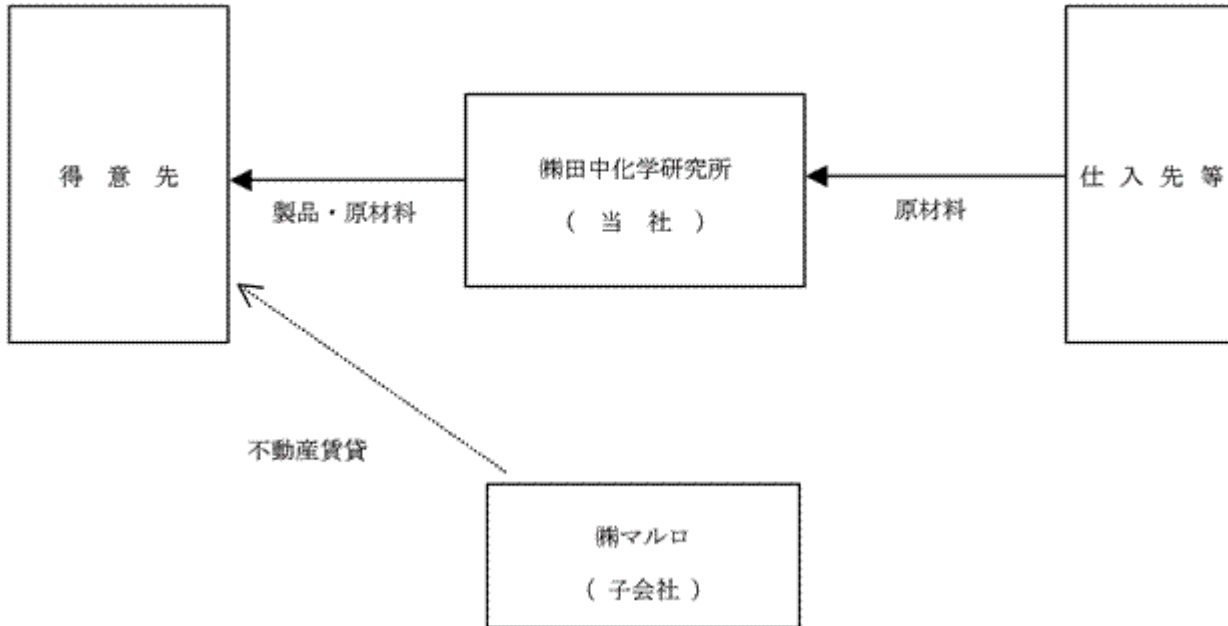 得意先
㈱田中化学研究所
(当社)
仕入先等
製品・原材料
原材料
不動産賃貸
㈱マルロ
(子会社)